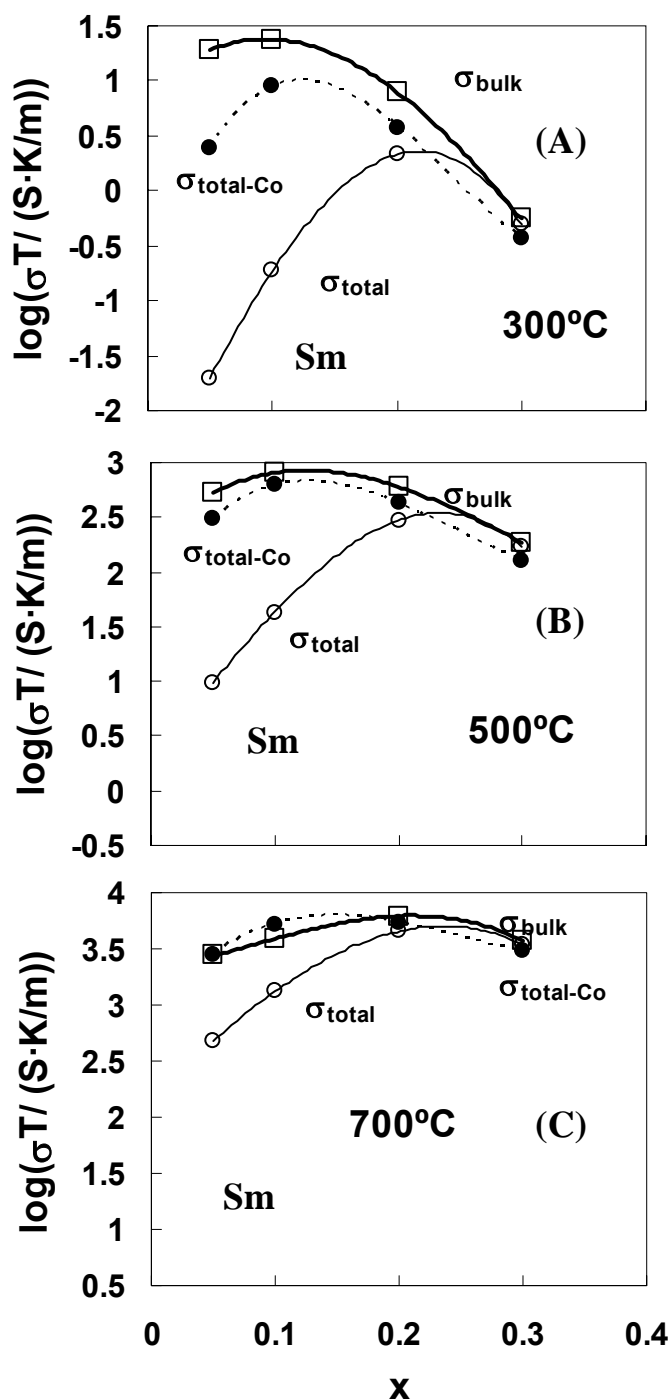 1.5
1
0.5
0
-0.5
-1
-1.5
-2
log(σT/ (S·K/m))
σbulk
(A)
σtotal-Co
σtotal
300ºC
Sm
3
2.5
2
1.5
1
0.5
0
-0.5
log(σT/ (S·K/m))
σbulk
σtotal-Co
(B)
σtotal
Sm
500ºC
4
3.5
3
2.5
2
1.5
1
0.5
log(σT/ (S·K/m))
σbulk
σtotal
σtotal-Co
700ºC
(C)
Sm
0 0.1 0.2 0.3 0.4
x